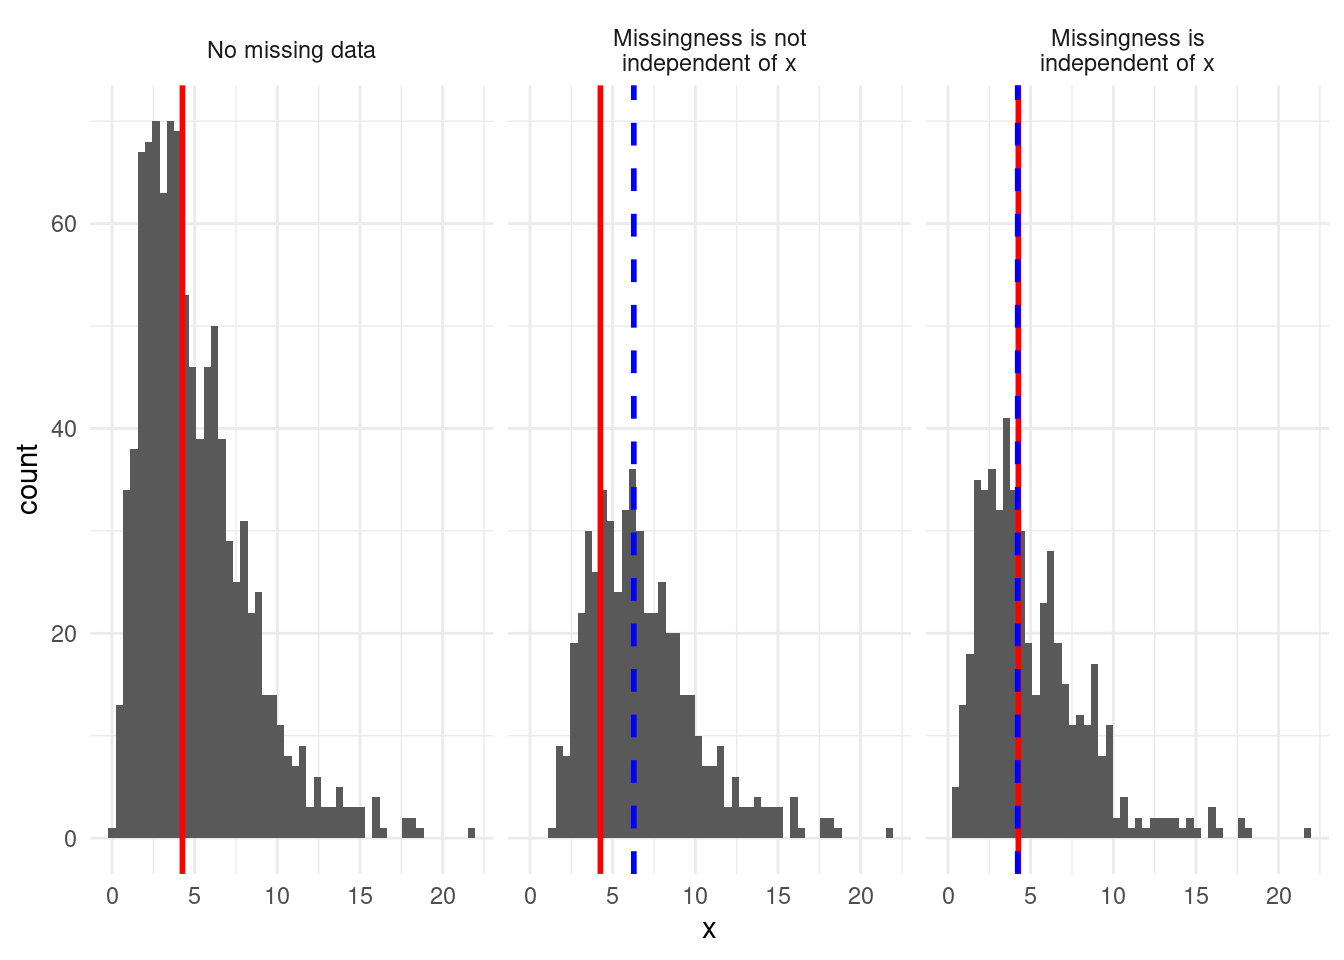 No missing data
Missingness is not
independent of x
Missingness is
independent of x
count
60
40
20
0
0 5 10 15 20
0 5 10 15 20
0 5 10 15 20
x